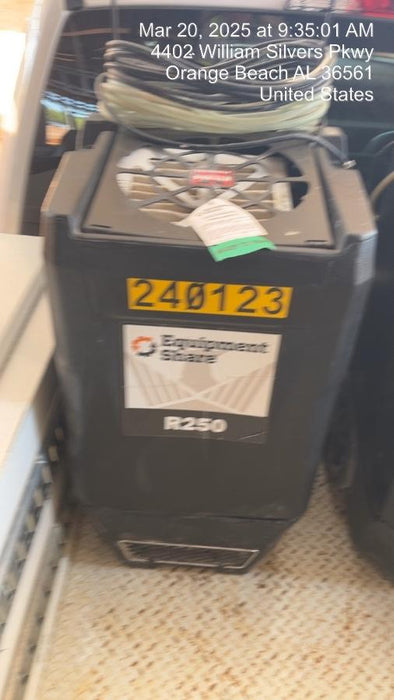 Mar 20, 2025 at 9:35:01 AM
4402 William Silvers Pkwy
Orange Beach AL 36561
United States
240123
Equipment
Share
R250